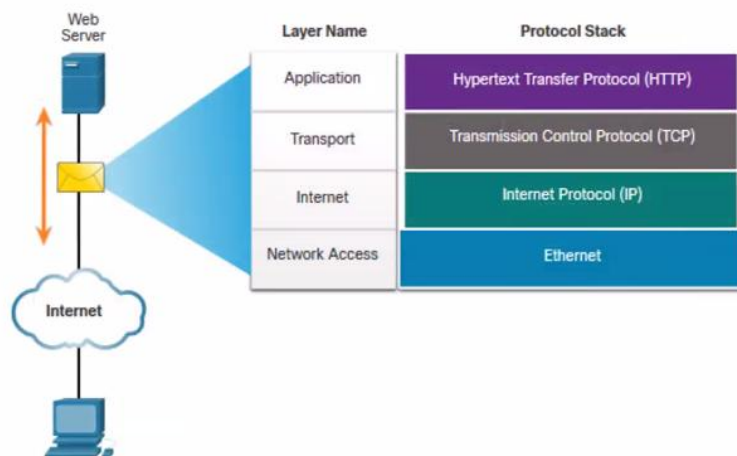 Web
Server
Layer Name
Protocol Stack
Application
Hypertext Transfer Protocol (HTTP)
Transport
Transmission Control Protocol (TCP)
Internet
Internet Protocol (IP)
Network Access
Ethernet
Internet